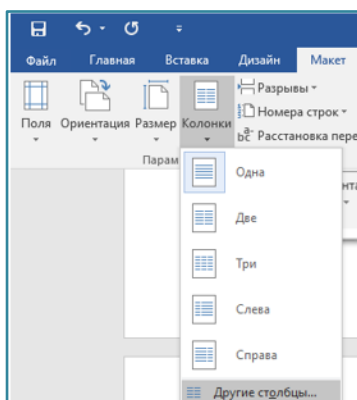 Файл Главная Вставка Дизайн Макет
Разрывы
Номера строк
Поля Ориентация Размер Колонки
bc Расстановка пере
Парам
Одна
Две
Три
Слева
Справа
Другие столбцы...